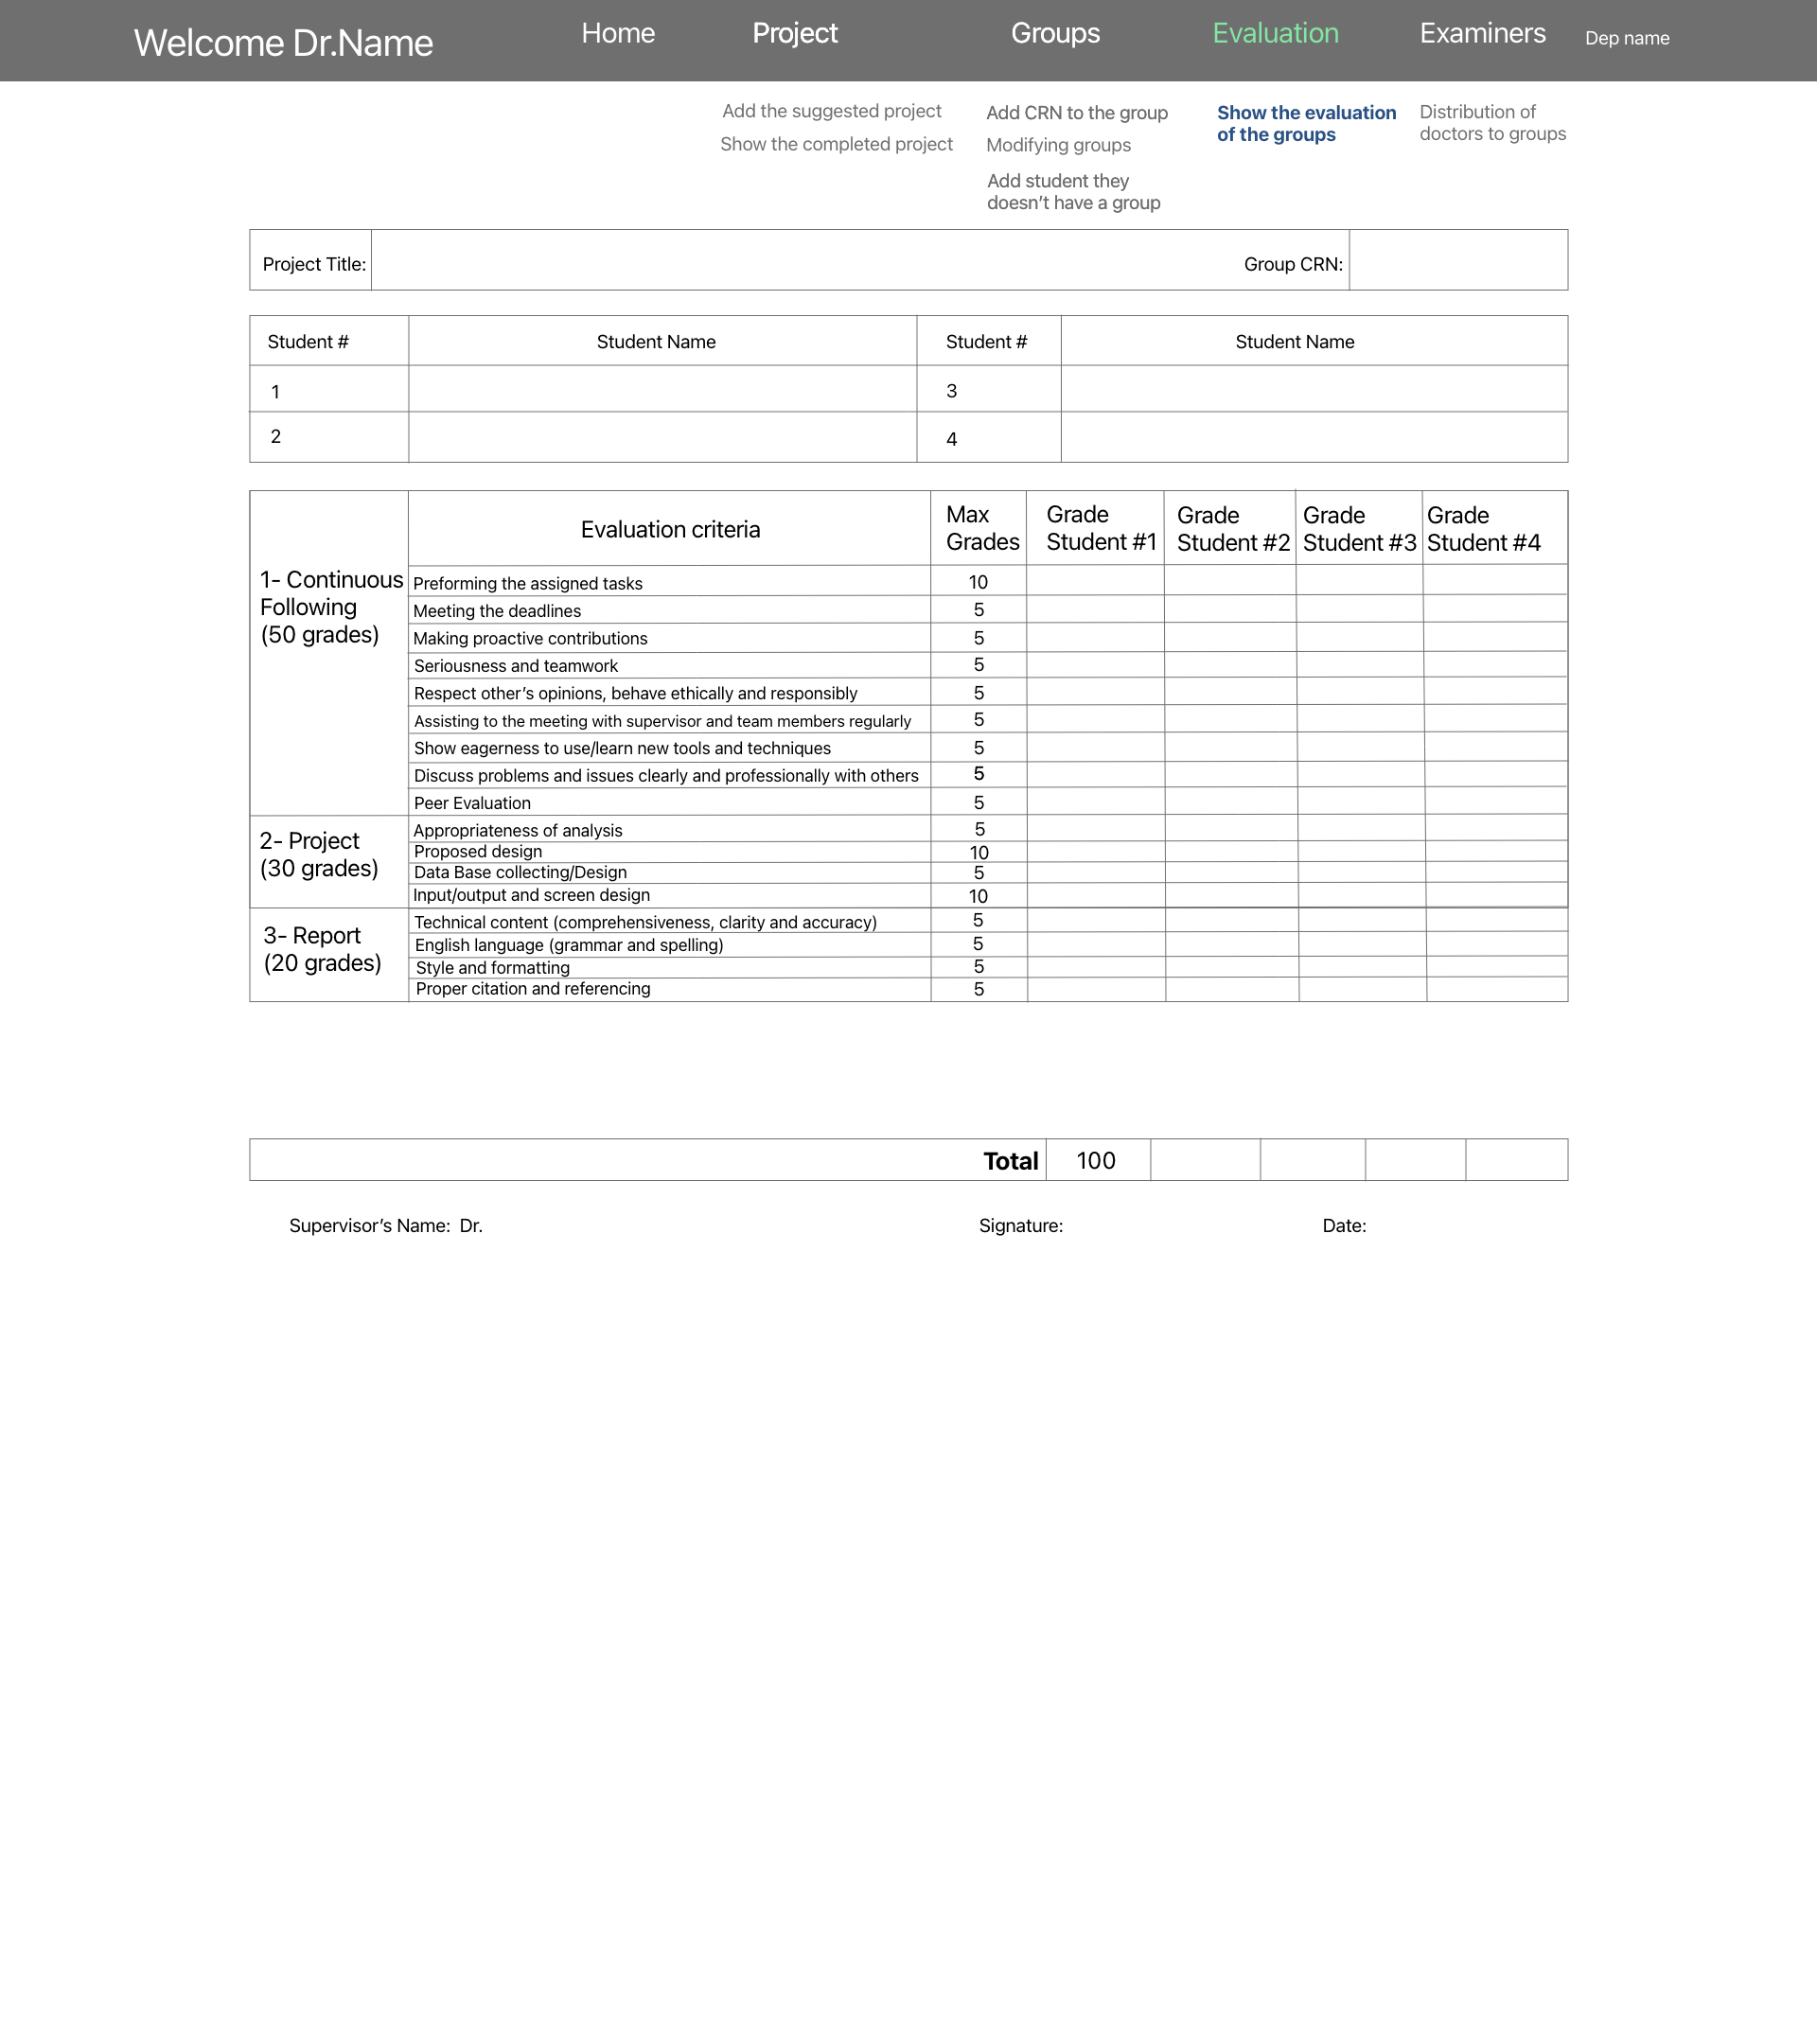 Welcome Dr.Name
Home
Project
Groups
Evaluation
Examiners
Dep name
Add the suggested project
Show the completed project
Add CRN to the group
Modifying groups
Add student they
doesn’t have a group
Show the evaluation
of the groups
Distribution of
doctors to groups
Project Title:
Group CRN:
Student # Student Name Student # Student Name
1 3
2 4
Evaluation criteria
Max
Grades
Grade
Student #1
Grade
Student #2
Grade
Student #3
Grade
Student #4
1- Continuous
Following
(50 grades)
Preforming the assigned tasks 10
Meeting the deadlines 5
Making proactive contributions 5
Seriousness and teamwork 5
Respect other’s opinions, behave ethically and responsibly 5
Assisting to the meeting with supervisor and team members regularly 5
Show eagerness to use/learn new tools and techniques 5
Discuss problems and issues clearly and professionally with others 5
Peer Evaluation 5
2- Project
(30 grades)
Appropriateness of analysis 5
Proposed design 10
Data Base collecting/Design 5
Input/output and screen design 10
3- Report
(20 grades)
Technical content (comprehensiveness, clarity and accuracy) 5
English language (grammar and spelling) 5
Style and formatting 5
Proper citation and referencing 5
Total 100
Supervisor’s Name: Dr. Signature: Date: